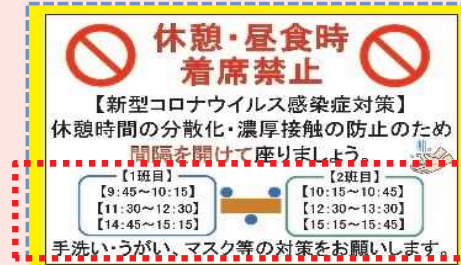 休憩・昼食時
着席禁止
【新型コロナウイルス感染症対策】
休憩時間の分散化・濃厚接触の防止のため
間隔を開けて座りましょう。
【1班目】
【9:45～10:15】
【11:30～12:30】
【14:45～15:15】
【2班目】
【10:15～10:45】
【12:30～13:30】
【15:15～15:45】
手洗い・うがい、マスク等の対策をお願いします。